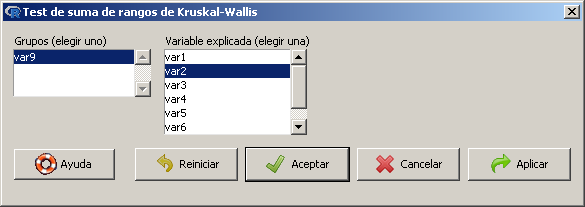 Test de suma de rangos de Kruskal-Wallis
Grupos (elegir uno)
var9
Variable explicada (elegir una)
var1
var2
var3
var4
var5
var6
Ayuda
Reiniciar
Aceptar
Cancelar
Aplicar